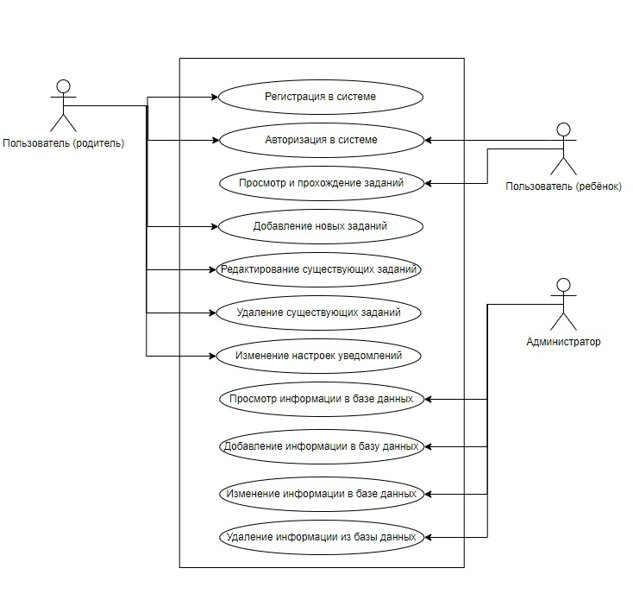 Регистрация в системе
Пользователь (родитель)
Авторизация в системе
Просмотр и прохождение заданий
Пользователь (ребёнок)
Добавление новых заданий
Редактирование существующих заданий
Удаление существующих заданий
Администратор
Изменение настроек уведомлений
Просмотр информации в базе данных
Добавление информации в базу данных
Изменение информации в базе данных
Удаление информации из базы данных